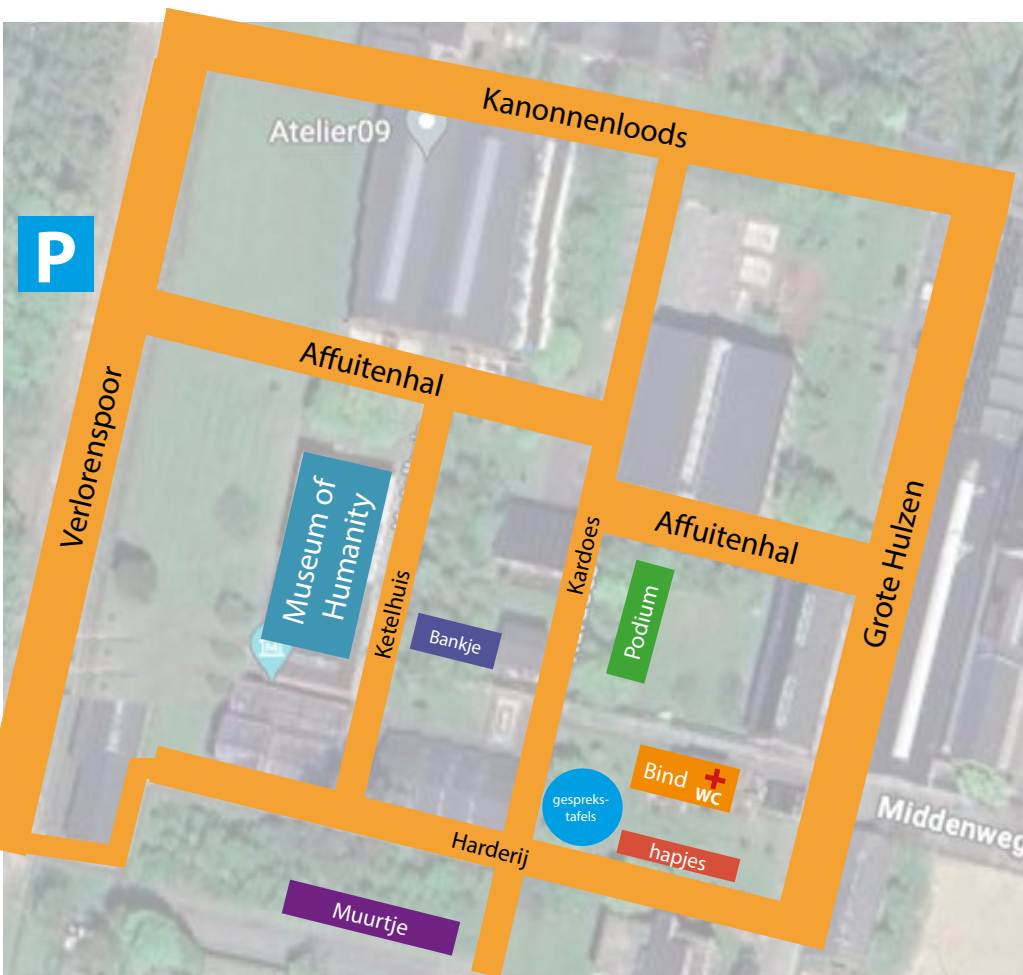 Kanonnenloods
Atelier09
P
Affuitenhal
Verlorenspoor
Museum of
Humanity
Ketelhuis
Bankje
Kardoes
Affuitenhal
Grote Hulzen
Podium
Bind
WC
gespreks-
tafels
hapjes
Middenweg
Harderij
Muurtje